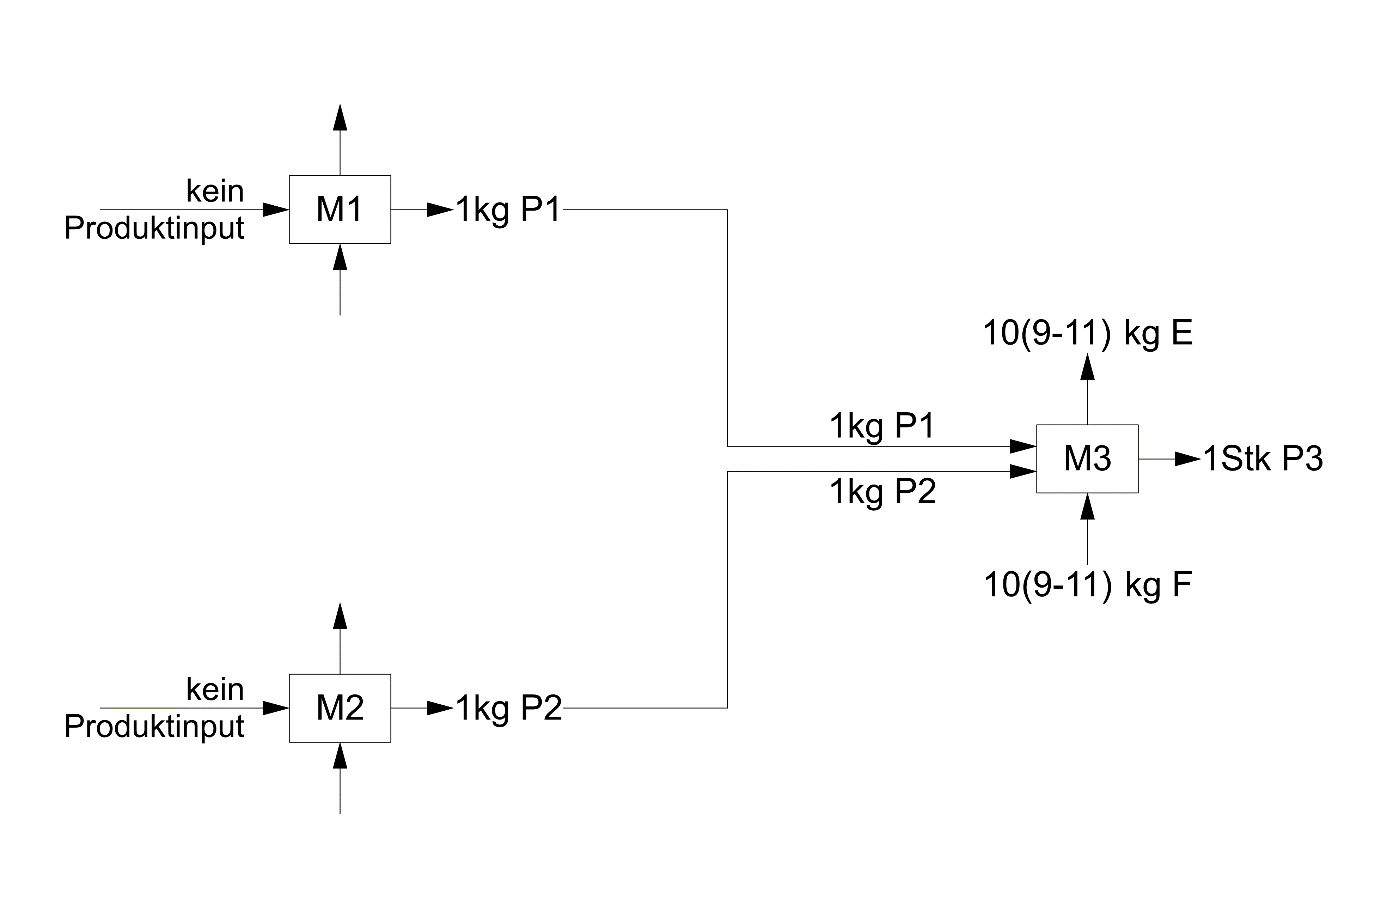 kein
Produktinput
M1
1kg P1
10(9-11) kg E
1kg P1
M3
1Stk P3
1kg P2
10(9-11) kg F
kein
Produktinput
M2
1kg P2